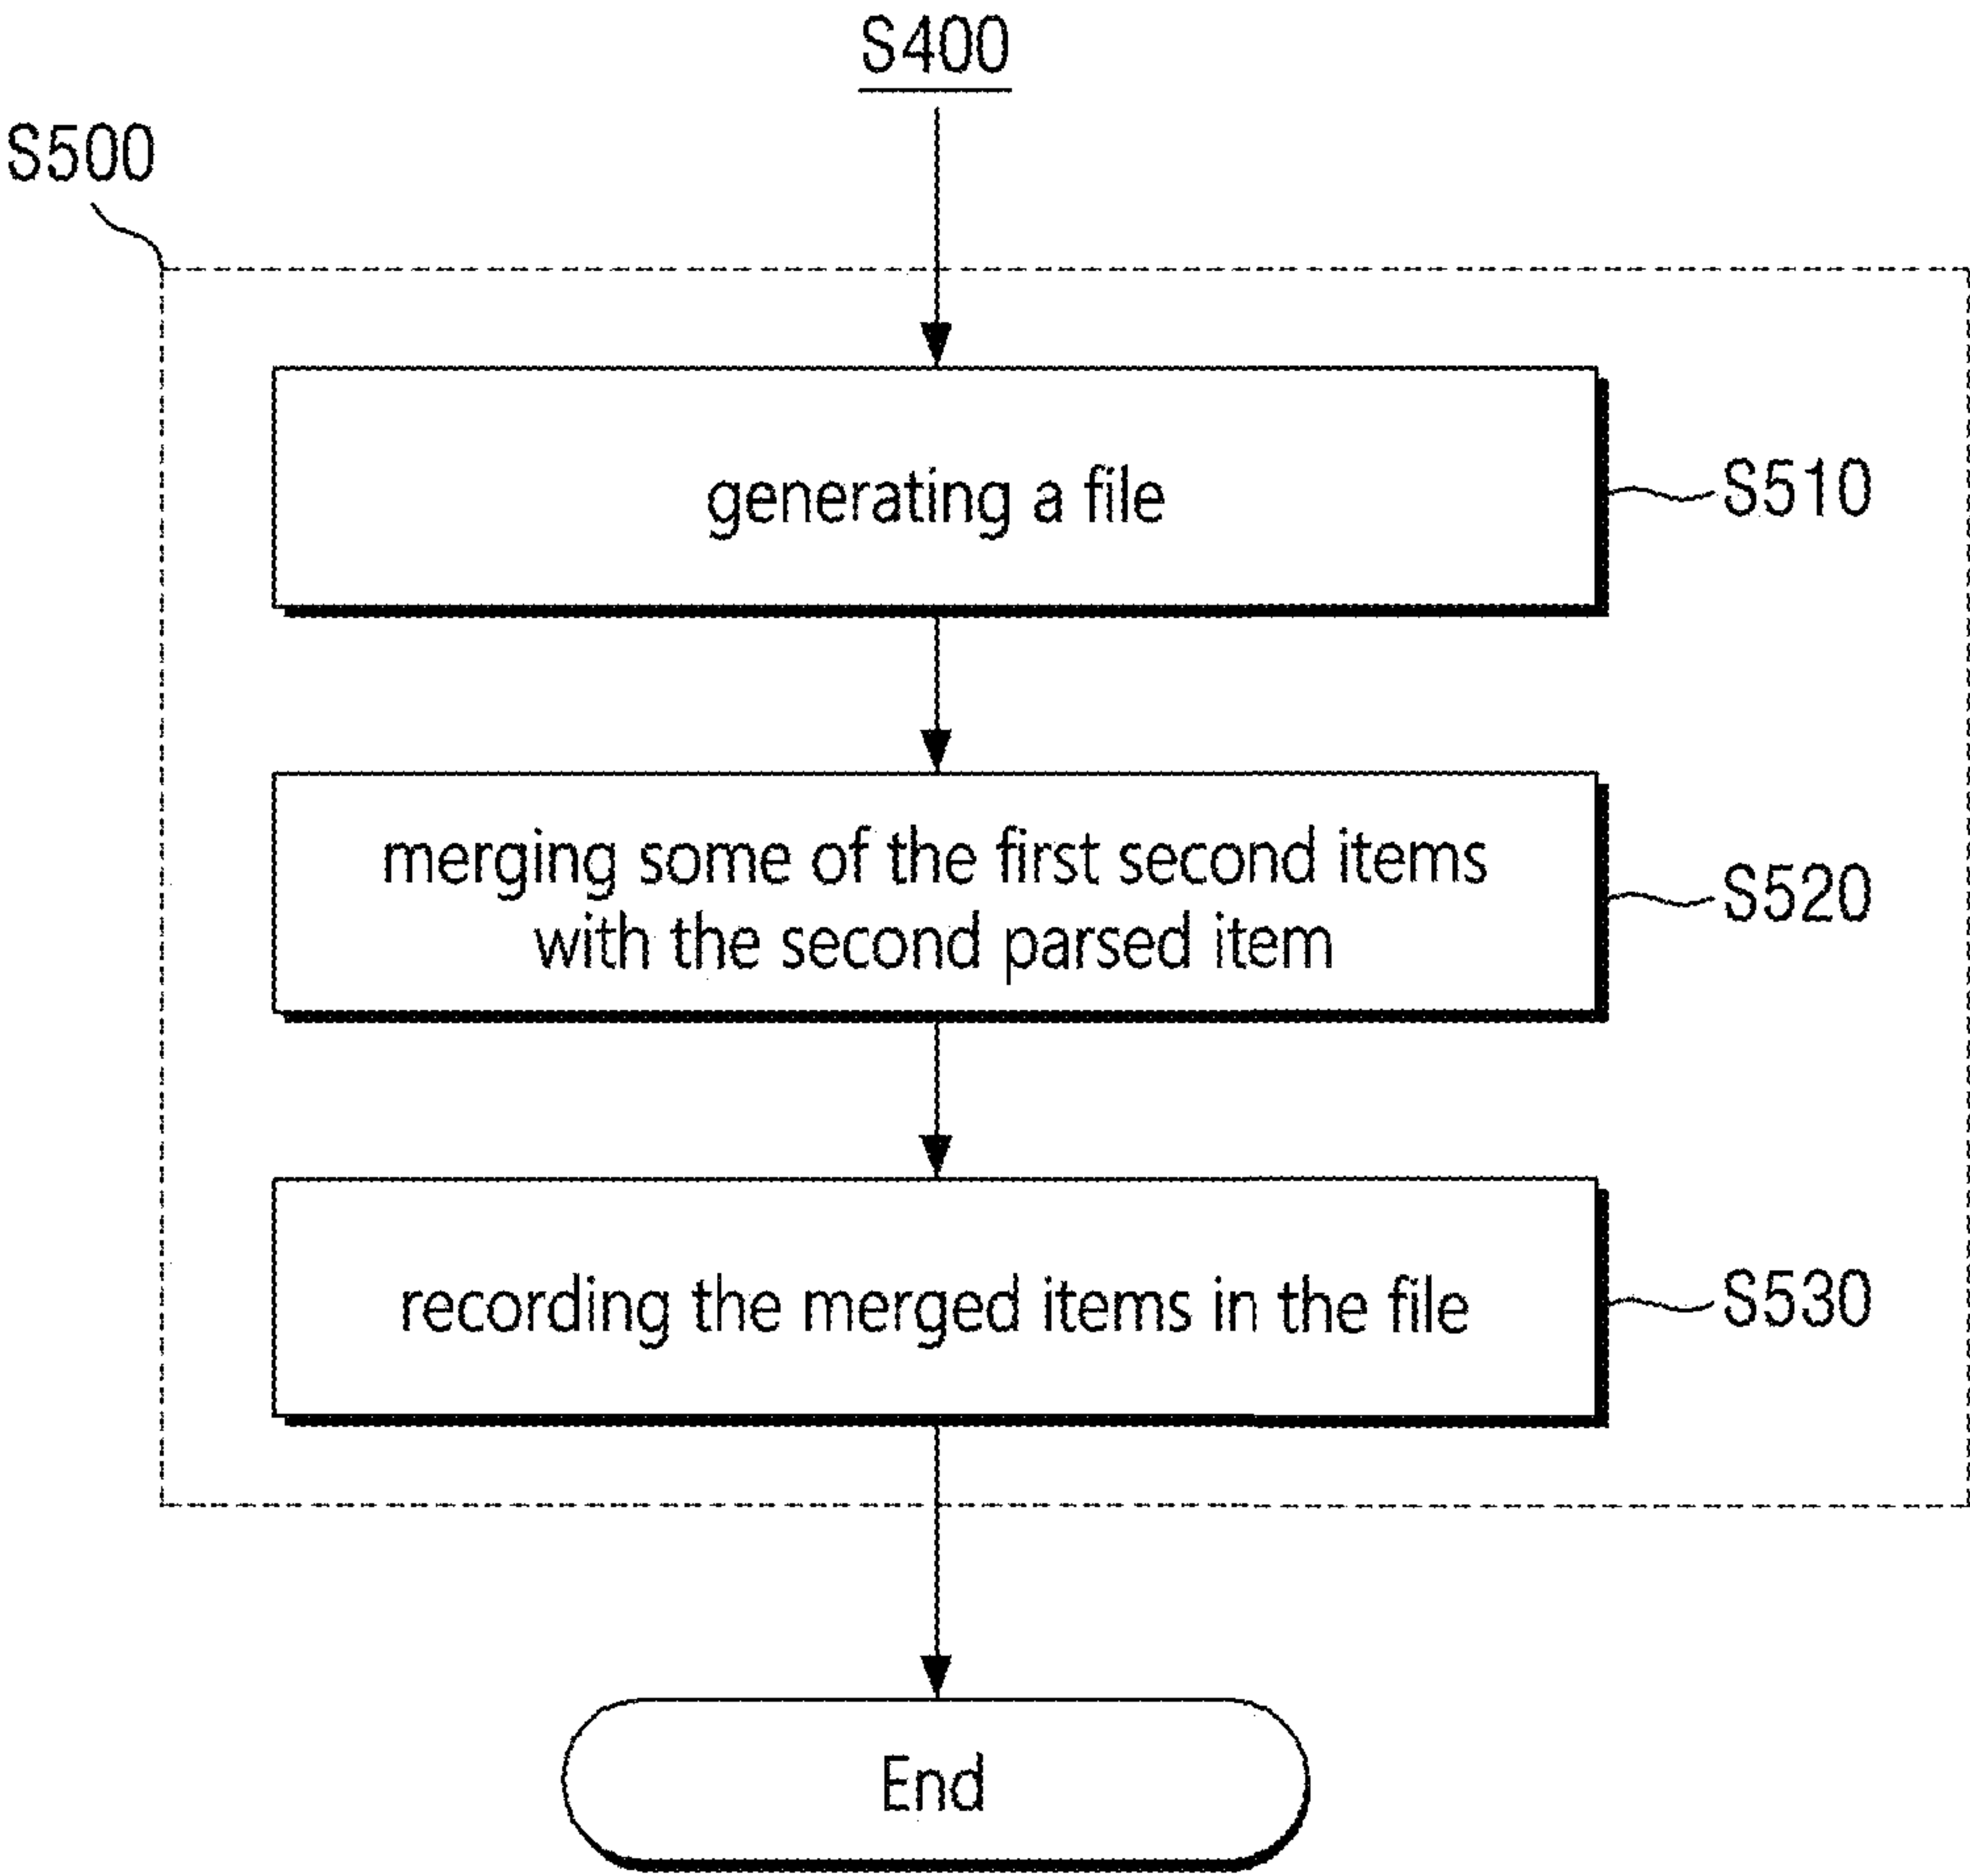 S400
S500
generating a file
S510
merging some of the first second items
with the second parsed item
S520
recording the merged items in the file
S530
End